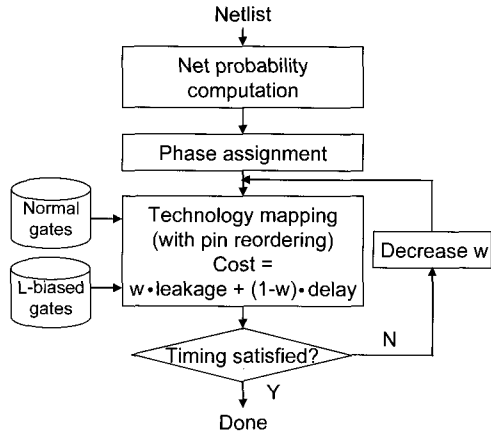 Netlist
Net probability
computation
Phase assignment
Normal
gates
L-biased
gates
Technology mapping
(with pin reordering)
Cost =
w•leakage + (1-w)•delay
Decrease w
Timing satisfied?
N
Y
Done